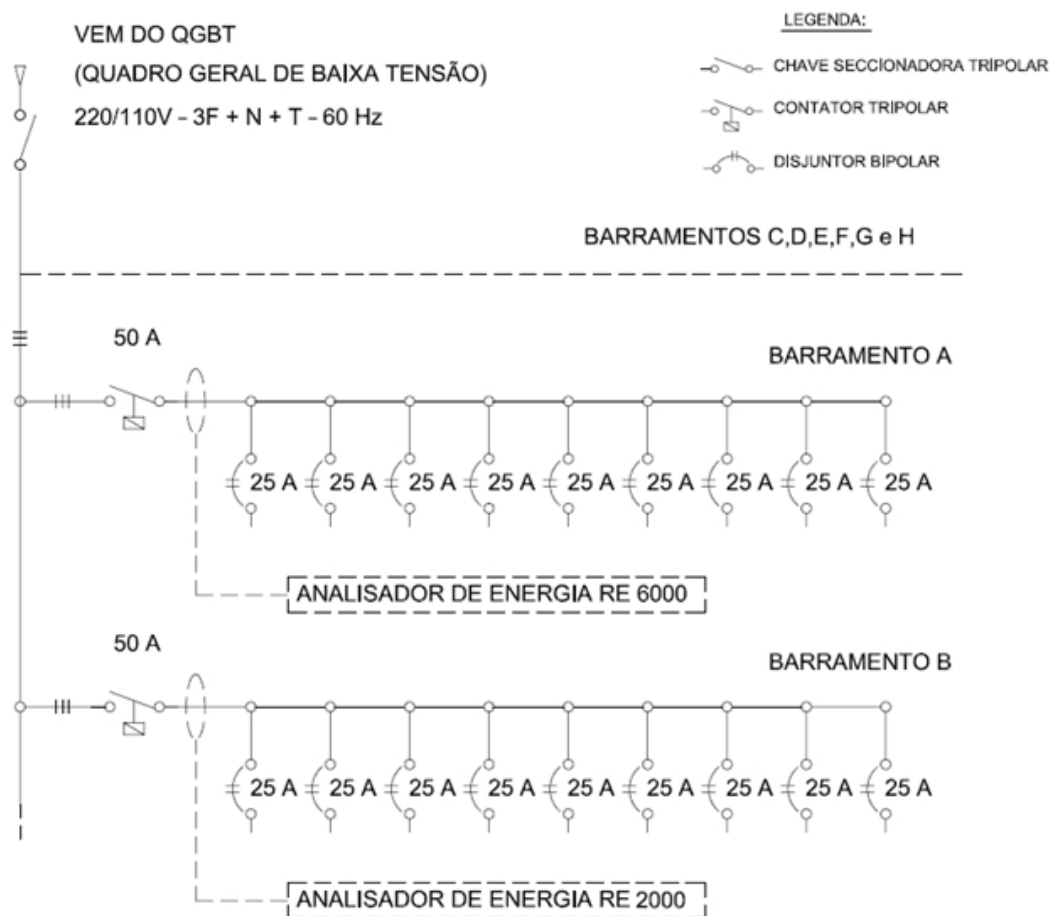 VEM DO QGBT
(QUADRO GERAL DE BAIXA TENSÃO)
220/110V - 3F + N + T - 60 Hz
LEGENDA:
CHAVE SECCIONADORA TRIPOLAR
CONTATOR TRIPOLAR
DISJUNTOR BIPOLAR
BARRAMENTOS C,D,E,F,G e H
50 A
BARRAMENTO A
25 A 25 A 25 A 25 A 25 A 25 A 25 A 25 A 25 A
ANALISADOR DE ENERGIA RE 6000
50 A
BARRAMENTO B
25 A 25 A 25 A 25 A 25 A 25 A 25 A 25 A 25 A
ANALISADOR DE ENERGIA RE 2000